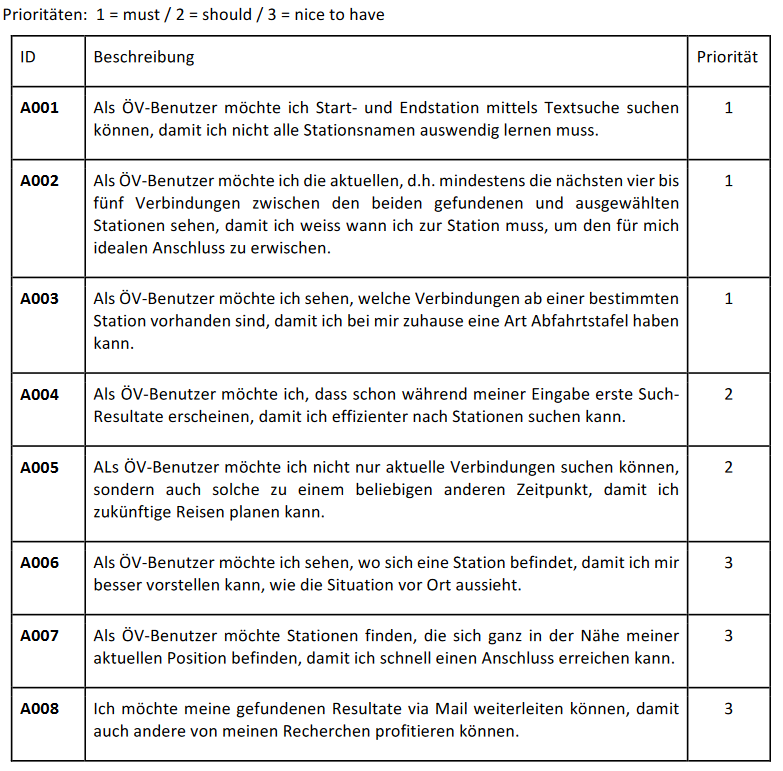 Prioritäten:  1 = must / 2 = should / 3 = nice to have
ID Beschreibung Priorität
A001 Als ÖV-Benutzer möchte ich Start- und Endstation mittels Textsuche suchen 1
können, damit ich nicht alle Stationsnamen auswendig lernen muss.
A002 Als ÖV-Benutzer möchte ich die aktuellen, d.h. mindestens die nächsten vier bis 1
fünf Verbindungen zwischen den beiden gefundenen und ausgewählten
Stationen sehen, damit ich weiss wann ich zur Station muss, um den für mich
idealen Anschluss zu erwischen.
A003 Als ÖV-Benutzer möchte ich sehen, welche Verbindungen ab einer bestimmten 1
Station vorhanden sind, damit ich bei mir zuhause eine Art Abfahrtstafel haben
kann.
A004 Als ÖV-Benutzer möchte ich, dass schon während meiner Eingabe erste Such- 2
Resultate erscheinen, damit ich effizienter nach Stationen suchen kann.
A005 ALs ÖV-Benutzer möchte ich nicht nur aktuelle Verbindungen suchen können, 2
sondern auch solche zu einem beliebigen anderen Zeitpunkt, damit ich
zukünftige Reisen planen kann.
A006 Als ÖV-Benutzer möchte ich sehen, wo sich eine Station befindet, damit ich mir 3
besser vorstellen kann, wie die Situation vor Ort aussieht.
A007 Als ÖV-Benutzer möchte Stationen finden, die sich ganz in der Nähe meiner 3
aktuellen Position befinden, damit ich schnell einen Anschluss erreichen kann.
A008 Ich möchte meine gefundenen Resultate via Mail weiterleiten können, damit 3
auch andere von meinen Recherchen profitieren können.